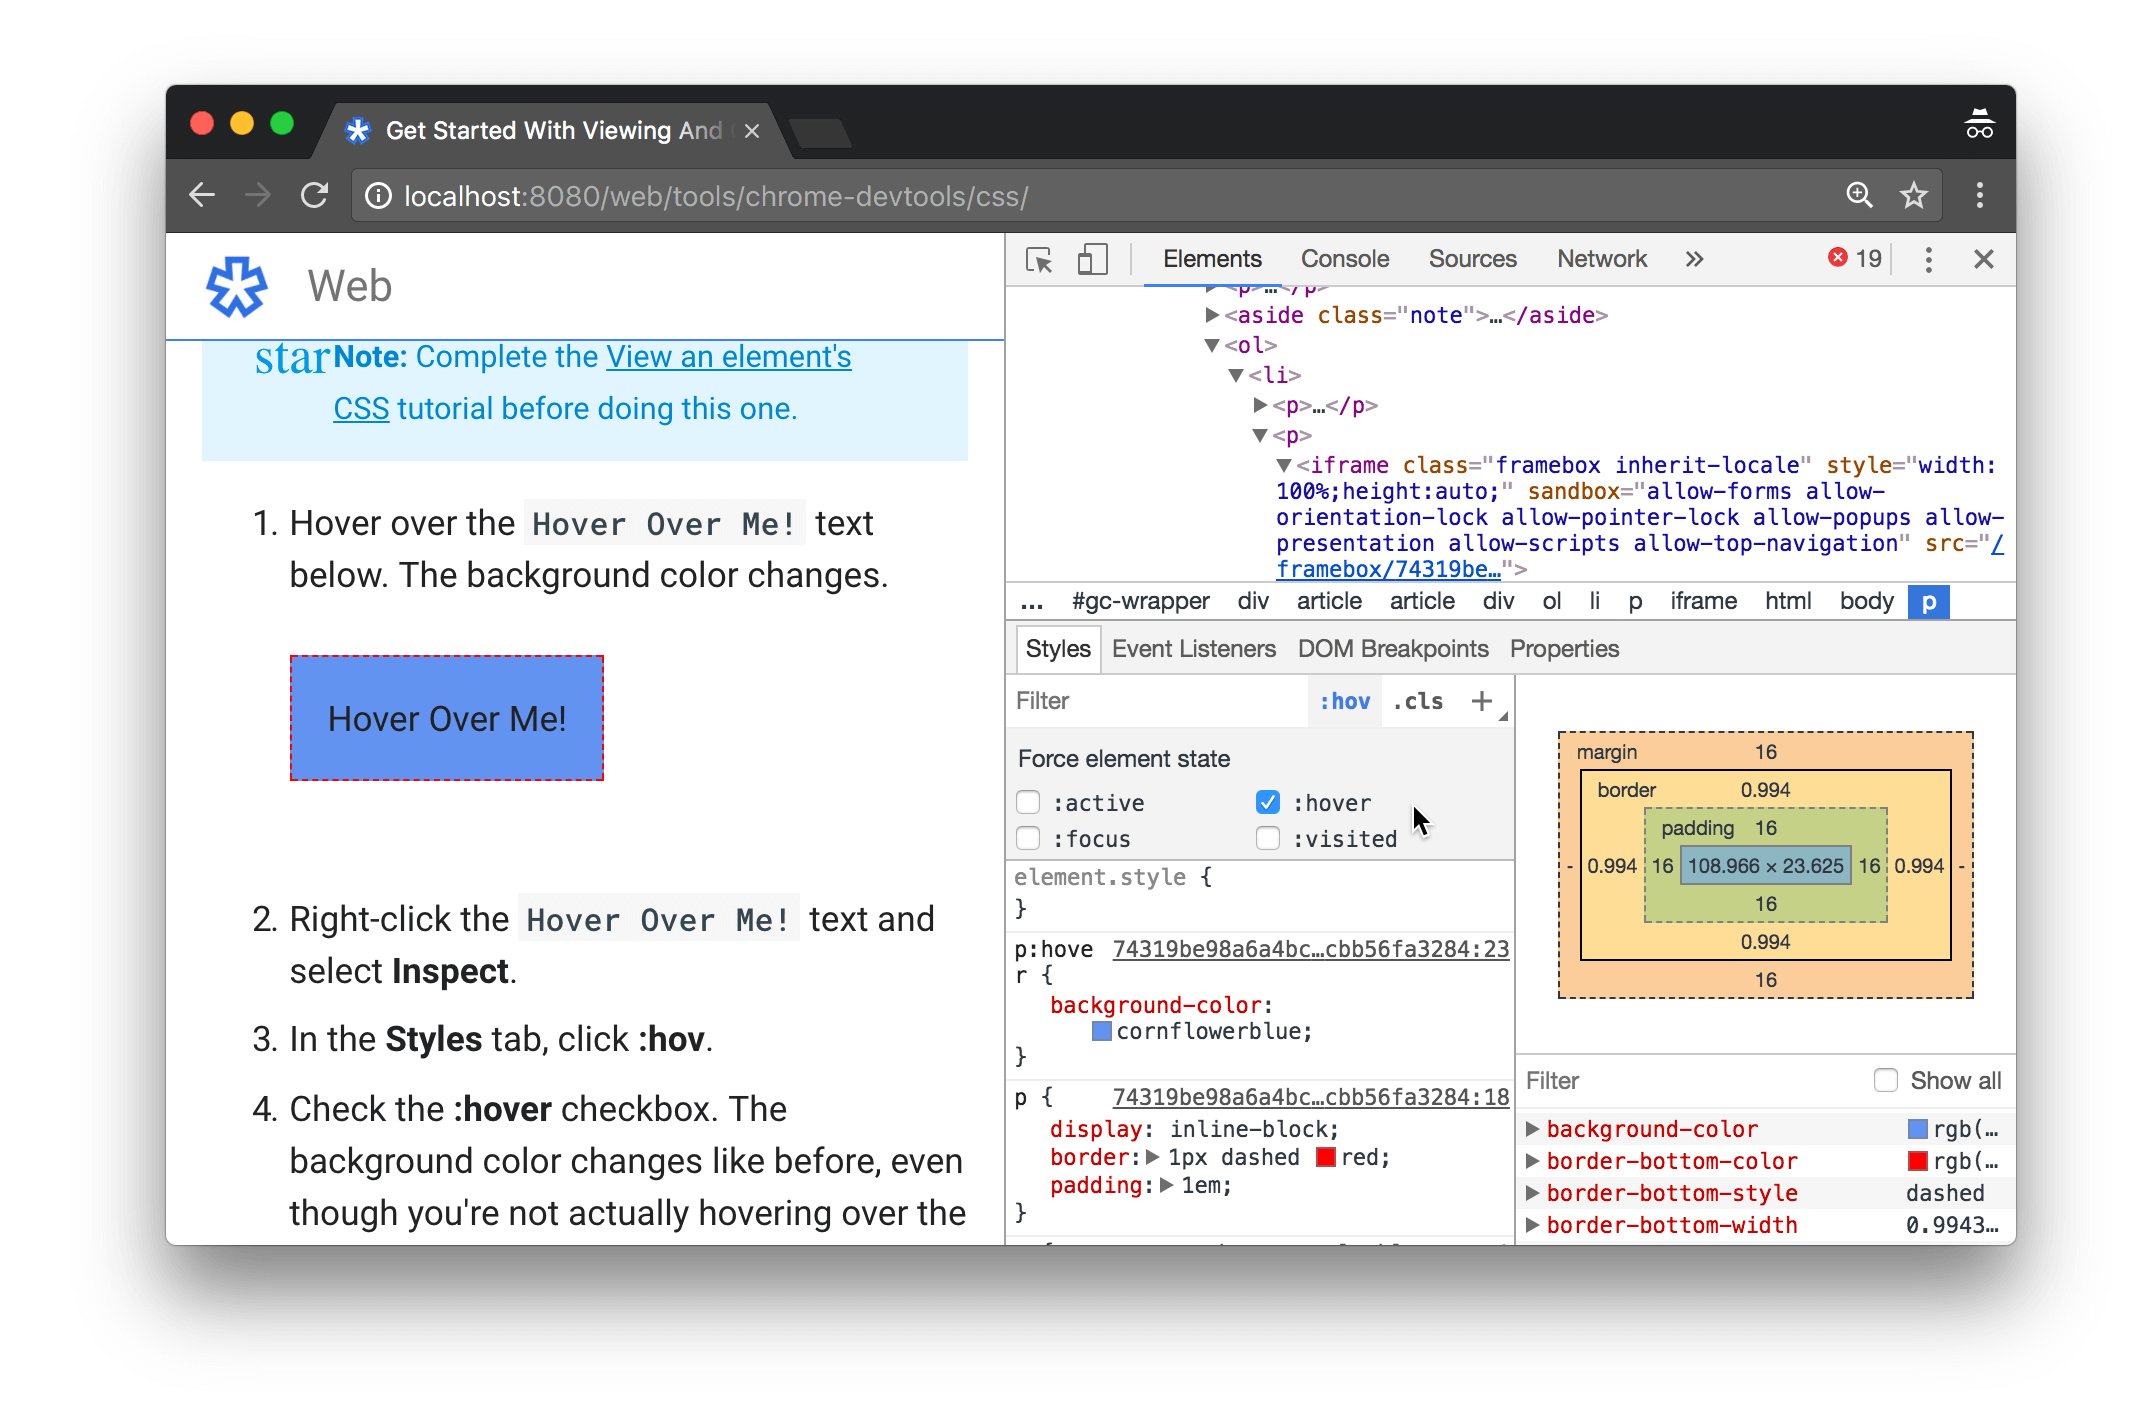 Get Started With Viewing And
localhost:8080/web/tools/chrome-devtools/css/
Web
star Note: Complete the View an element's
CSS tutorial before doing this one.
1. Hover over the Hover Over Me! text
below. The background color changes.
Hover Over Me!
2. Right-click the Hover Over Me! text and
select Inspect.
3. In the Styles tab, click :hov.
4. Check the :hover checkbox. The
background color changes like before, even
though you're not actually hovering over the
Elements Console Sources Network » 19
<p>…</p>
<aside class="note">…</aside>
<ol>
<li>
<p>…</p>
<p>
<iframe class="framebox inherit-locale" style="width:
100%;height:auto;" sandbox="allow-forms allow-
orientation-lock allow-pointer-lock allow-popups allow-
presentation allow-scripts allow-top-navigation" src="/
framebox/74319be…">
... #gc-wrapper div article article div ol li p iframe html body p
Styles Event Listeners DOM Breakpoints Properties
Filter :hov .cls +
Force element state
:active :hover
:focus :visited
element.style {
}
p:hove 74319be98a6a4bc…cbb56fa3284:23
r {
background-color:
cornflowerblue;
}
p { 74319be98a6a4bc…cbb56fa3284:18
display: inline-block;
border: 1px dashed red;
padding: 1em;
}
margin 16
border 0.994
padding 16
- 0.994 16 108.966 × 23.625 16 0.994 -
16
0.994
16
Filter Show all
background-color rgb(…
border-bottom-color rgb(…
border-bottom-style dashed
border-bottom-width 0.9943…